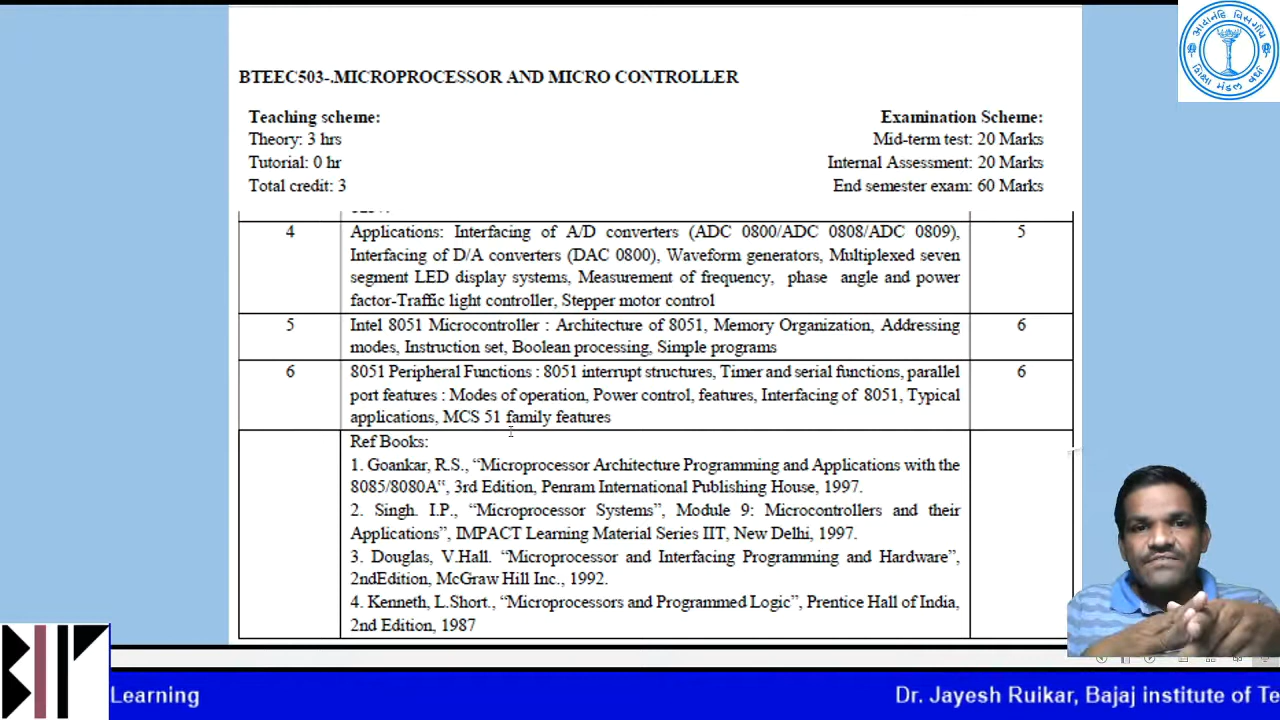 BTEEC503-.MICROPROCESSOR AND MICRO CONTROLLER
Teaching scheme:
Theory: 3 hrs
Tutorial: 0 hr
Total credit: 3
Examination Scheme:
Mid-term test: 20 Marks
Internal Assessment: 20 Marks
End semester exam: 60 Marks
4 Applications: Interfacing of A/D converters (ADC 0800/ADC 0808/ADC 0809), 5
Interfacing of D/A converters (DAC 0800), Waveform generators, Multiplexed seven
segment LED display systems, Measurement of frequency, phase angle and power
factor-Traffic light controller, Stepper motor control
5 Intel 8051 Microcontroller : Architecture of 8051, Memory Organization, Addressing 6
modes, Instruction set, Boolean processing, Simple programs
6 8051 Peripheral Functions : 8051 interrupt structures, Timer and serial functions, parallel 6
port features : Modes of operation, Power control, features, Interfacing of 8051, Typical
applications, MCS 51 family features
Ref Books:
1. Goankar, R.S., “Microprocessor Architecture Programming and Applications with the
8085/8080A“, 3rd Edition, Penram International Publishing House, 1997.
2. Singh. I.P., “Microprocessor Systems”, Module 9: Microcontrollers and their
Applications”, IMPACT Learning Material Series IIT, New Delhi, 1997.
3. Douglas, V.Hall. “Microprocessor and Interfacing Programming and Hardware”,
2ndEdition, McGraw Hill Inc., 1992.
4. Kenneth, L.Short., “Microprocessors and Programmed Logic”, Prentice Hall of India,
2nd Edition, 1987
BIT
Learning
Dr. Jayesh Ruikar, Bajaj institute of Te